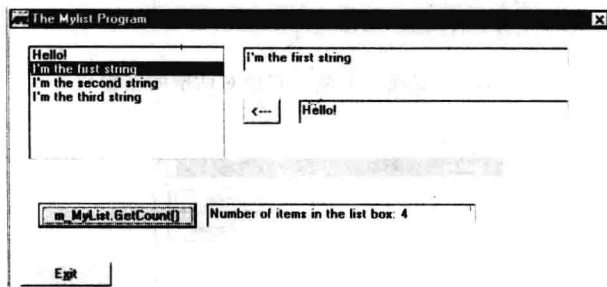 The Mylist Program
Hello!
I'm the first string
I'm the second string
I'm the third string
I'm the first string
<---
Hello!
m_MyList.GetCount()
Number of items in the list box: 4
Exit